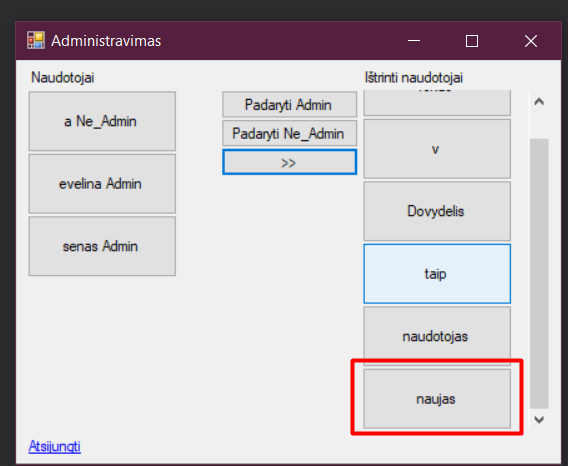 Administravimas
Naudotojai
a Ne_Admin
evelina Admin
senas Admin
Padaryti Admin
Padaryti Ne_Admin
>>
Ištrinti naudotojai
v
Dovydelis
taip
naudotojas
naujas
Atsijungti